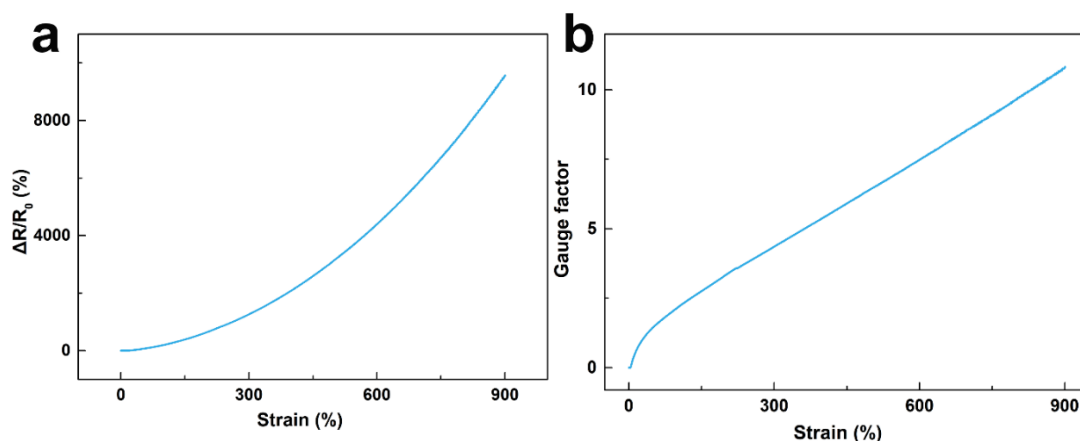 a
8000
4000
0
ΔR/R₀ (%)
0 300 600 900
Strain (%)
b
10
5
0
Gauge factor
0 300 600 900
Strain (%)